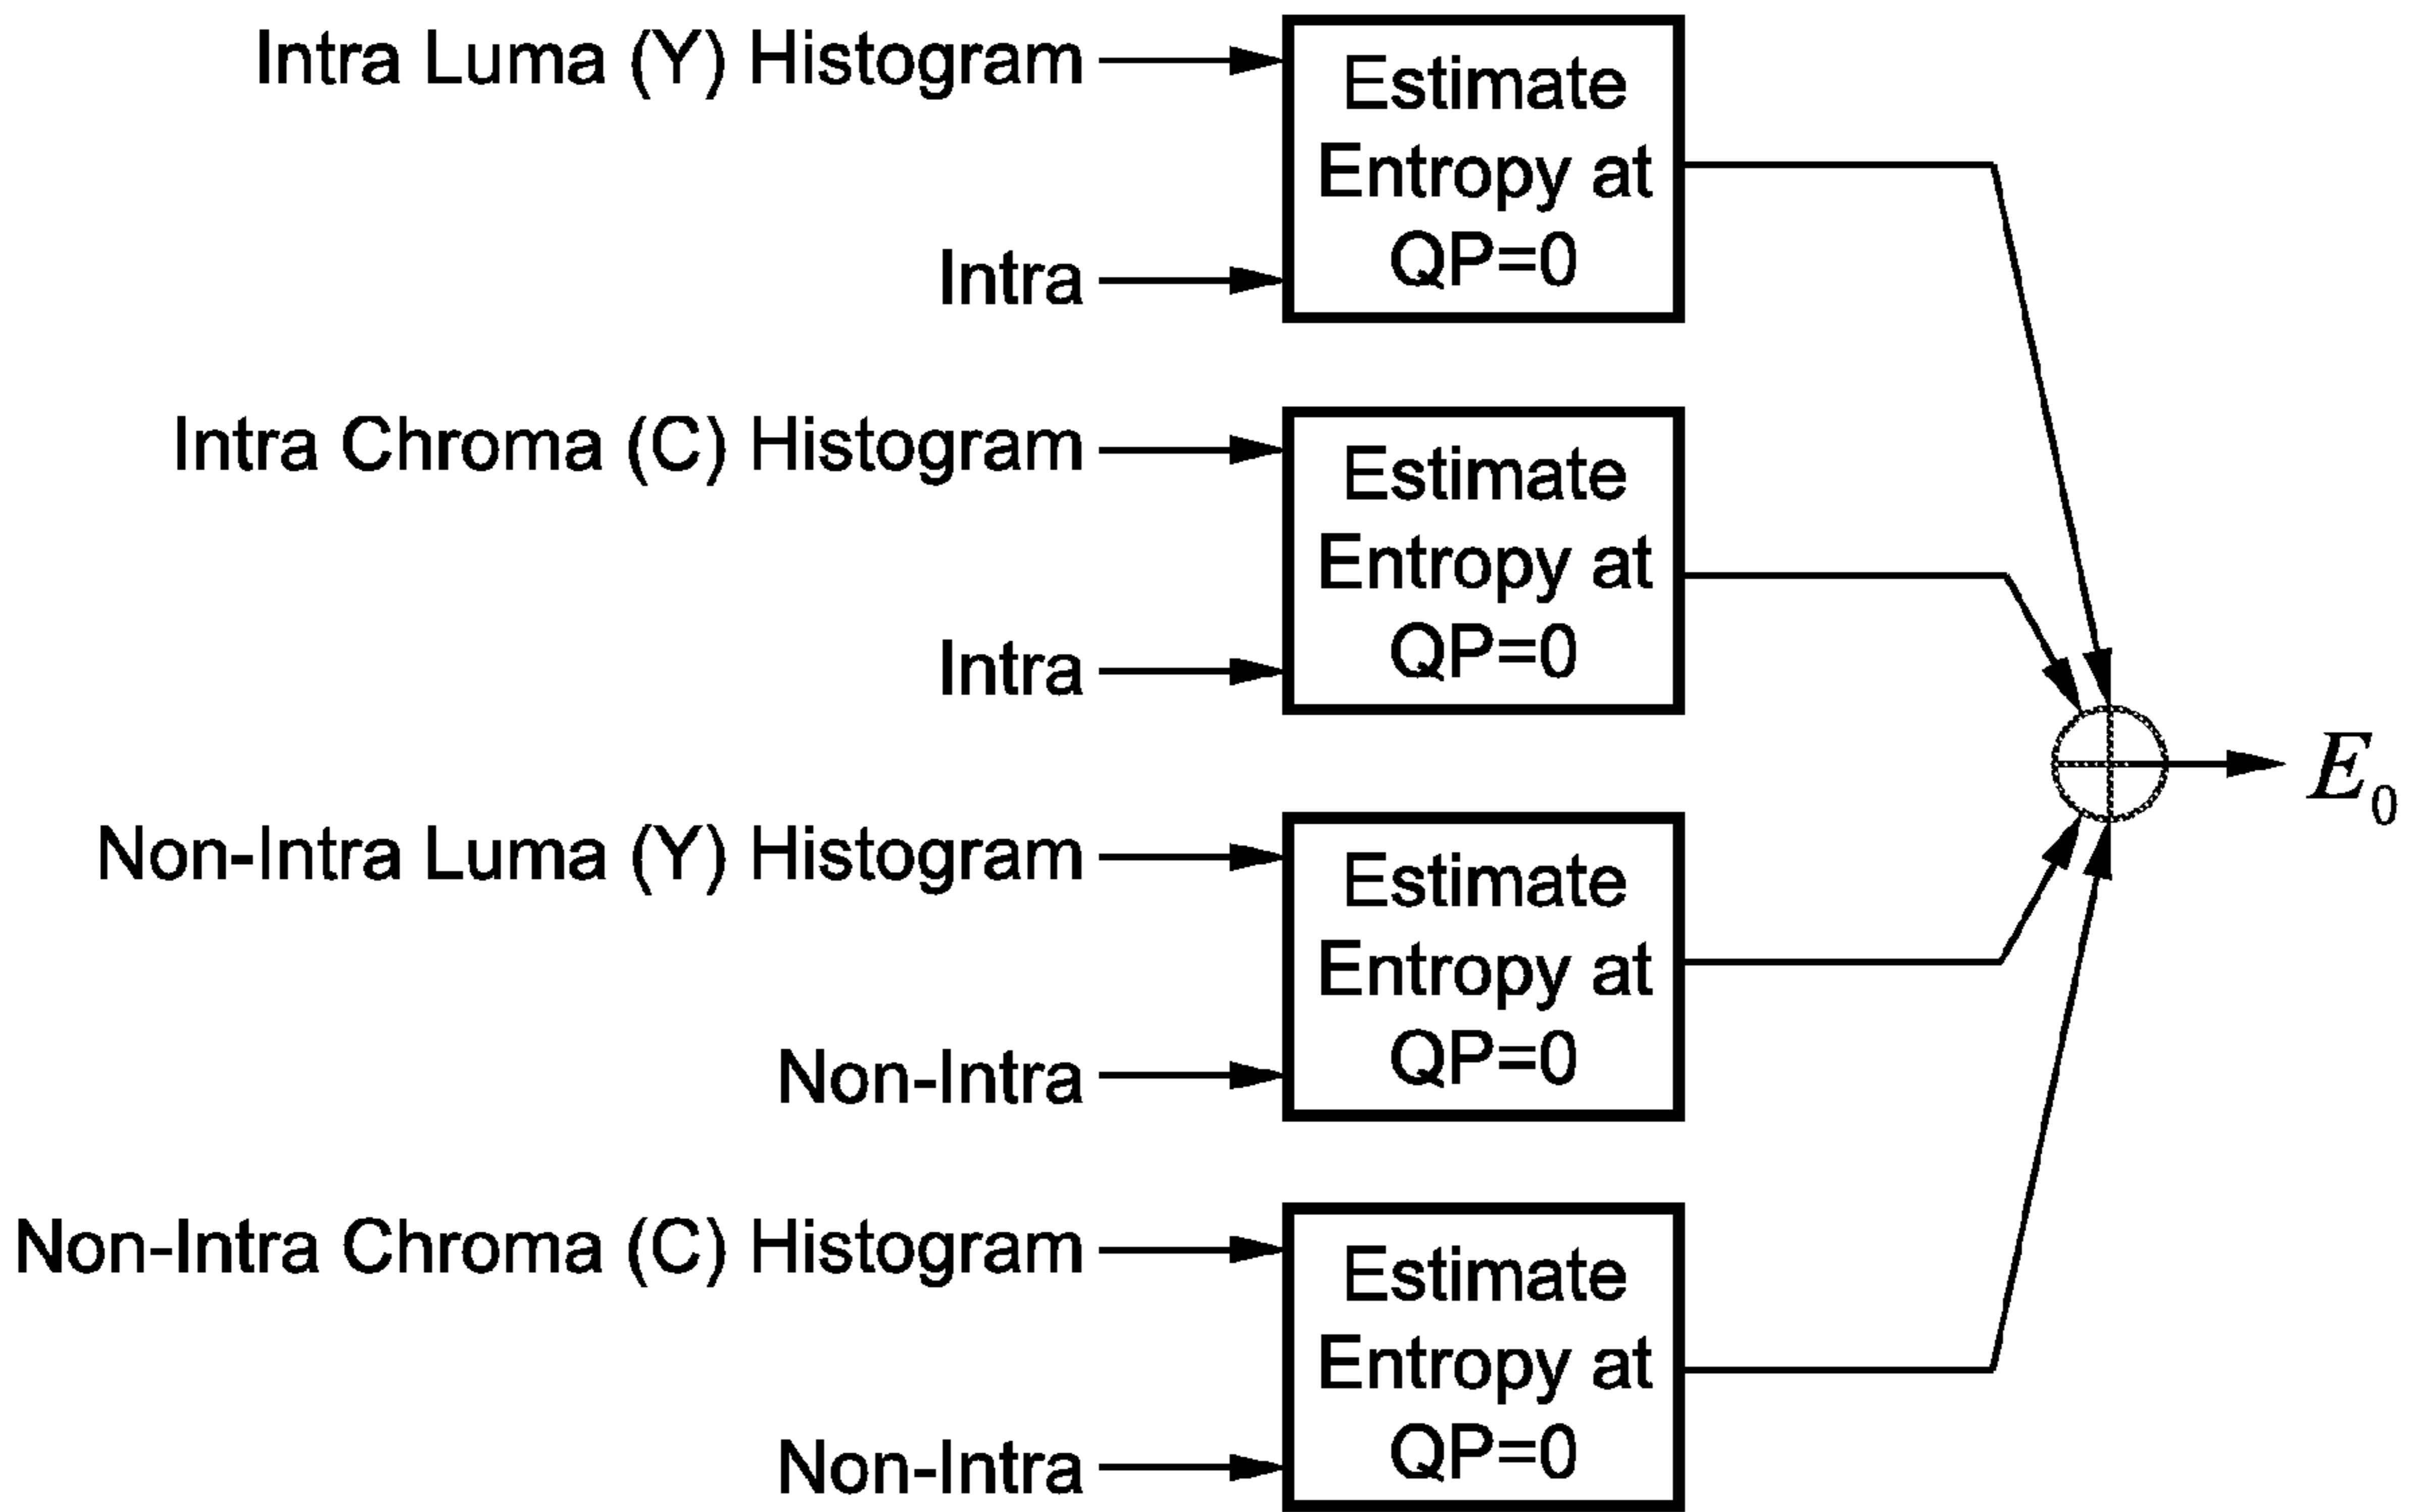 Intra Luma (Y) Histogram
Intra
Estimate
Entropy at
QP=0
Intra Chroma (C) Histogram
Intra
Estimate
Entropy at
QP=0
Non-Intra Luma (Y) Histogram
Non-Intra
Estimate
Entropy at
QP=0
Non-Intra Chroma (C) Histogram
Non-Intra
Estimate
Entropy at
QP=0
E₀